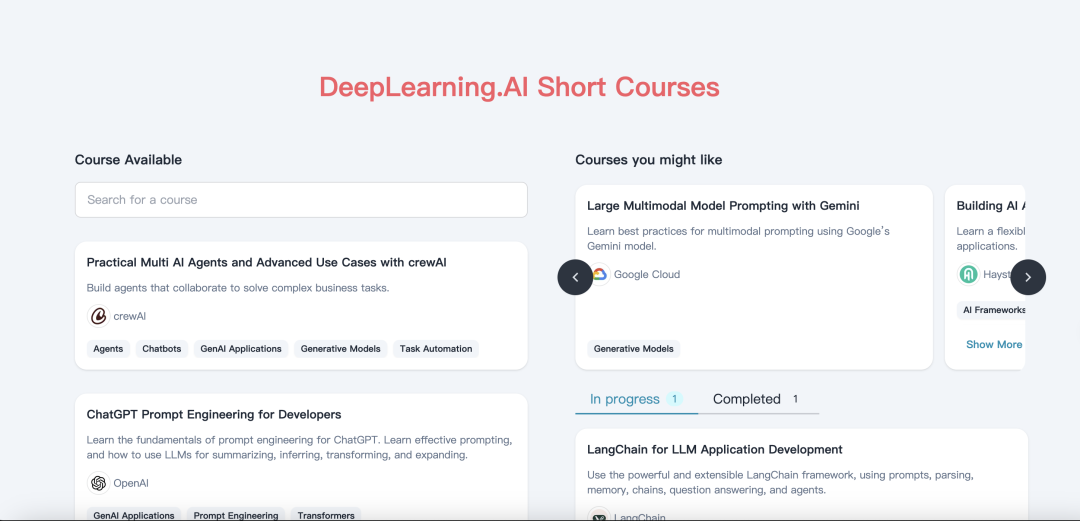 DeepLearning.AI Short Courses
Course Available
Search for a course
Practical Multi AI Agents and Advanced Use Cases with crewAI
Build agents that collaborate to solve complex business tasks.
crewAI
Agents Chatbots GenAI Applications Generative Models Task Automation
ChatGPT Prompt Engineering for Developers
Learn the fundamentals of prompt engineering for ChatGPT. Learn effective prompting,
and how to use LLMs for summarizing, inferring, transforming, and expanding.
OpenAI
GenAI Applications Prompt Engineering Transformers
Courses you might like
Large Multimodal Model Prompting with Gemini
Learn best practices for multimodal prompting using Google's
Gemini model.
Google Cloud
Generative Models
Building AI
Learn a
applications.
AI Frameworks
Show More
In progress 1 Completed 1
LangChain for LLM Application Development
Use the powerful and extensible LangChain framework, using prompts, parsing,
memory, chains, question answering, and agents.
LangChain